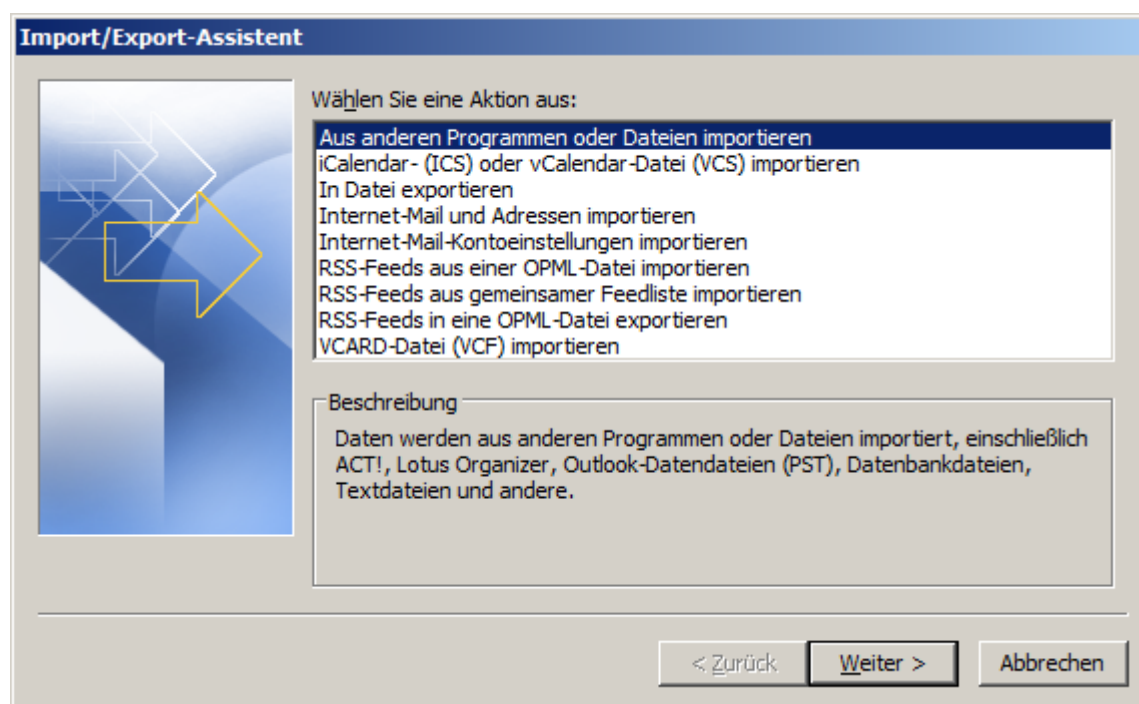 Import/Export-Assistent
Wählen Sie eine Aktion aus:
Aus anderen Programmen oder Dateien importieren
iCalendar- (ICS) oder vCalendar-Datei (VCS) importieren
In Datei exportieren
Internet-Mail und Adressen importieren
Internet-Mail-Kontoeinstellungen importieren
RSS-Feeds aus einer OPML-Datei importieren
RSS-Feeds aus gemeinsamer Feedliste importieren
RSS-Feeds in eine OPML-Datei exportieren
VCARD-Datei (VCF) importieren
Beschreibung
Daten werden aus anderen Programmen oder Dateien importiert, einschließlich
ACT!, Lotus Organizer, Outlook-Datendateien (PST), Datenbankdateien,
Textdateien und andere.
< Zurück Weiter > Abbrechen